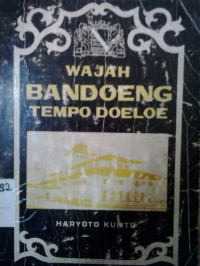 WAJAH
BANDOENG
TEMPO DOELOE
HARYOTO KUNTO